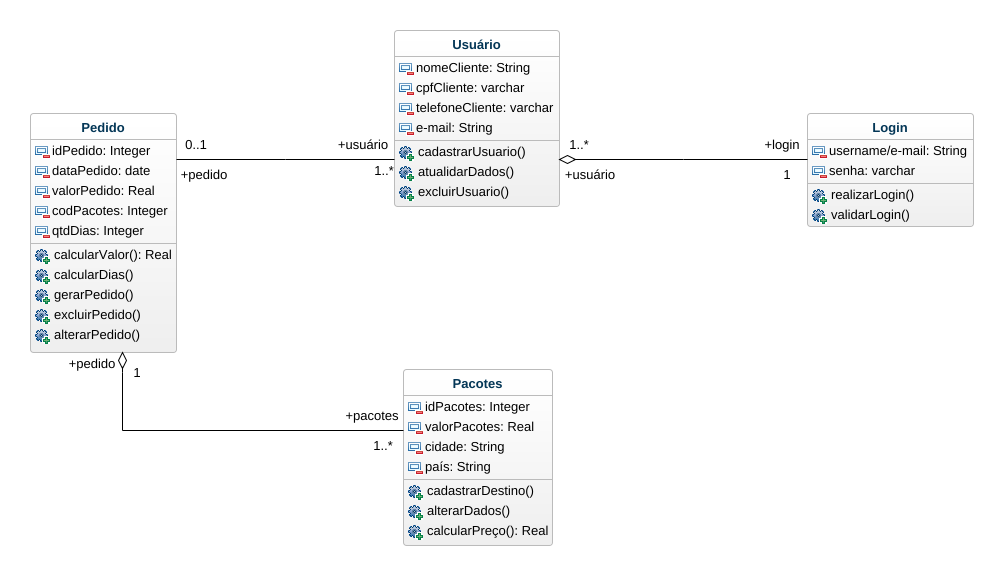 Usuário
nomeCliente: String
cpfCliente: varchar
telefoneCliente: varchar
e-mail: String
cadastrarUsuario()
atualidarDados()
excluirUsuario()
Pedido
idPedido: Integer
dataPedido: date
valorPedido: Real
codPacotes: Integer
qtdDias: Integer
calcularValor(): Real
calcularDias()
gerarPedido()
excluirPedido()
alterarPedido()
0..1
+usuário
+pedido
1..*
1..*
+login
+usuário
1
Login
username/e-mail: String
senha: varchar
realizarLogin()
validarLogin()
+pedido
1
+pacotes
1..*
Pacotes
idPacotes: Integer
valorPacotes: Real
cidade: String
país: String
cadastrarDestino()
alterarDados()
calcularPreço(): Real